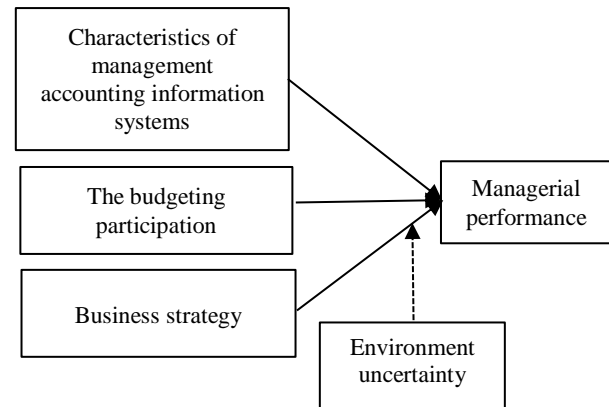 Characteristics of
management
accounting information
systems
The budgeting
participation
Business strategy
Managerial
performance
Environment
uncertainty